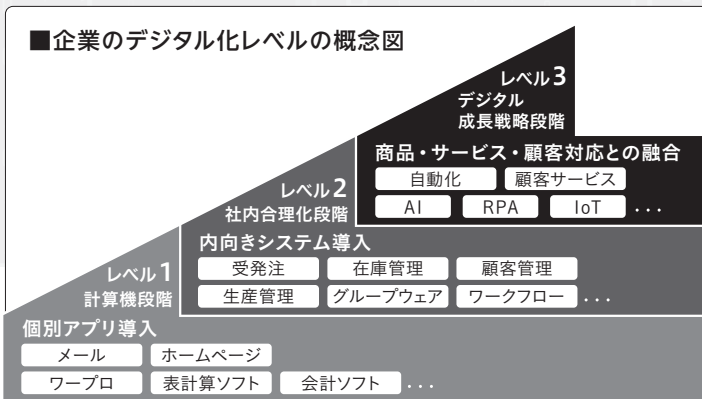 ■企業のデジタル化レベルの概念図
レベル3
デジタル
成長戦略段階
商品・サービス・顧客対応との融合
自動化 顧客サービス
AI RPA IoT ...
レベル2
社内合理化段階
内向きシステム導入
受発注 在庫管理 顧客管理
生産管理 グループウェア ワークフロー ...
レベル1
計算機段階
個別アプリ導入
メール ホームページ
ワープロ 表計算ソフト 会計ソフト ...